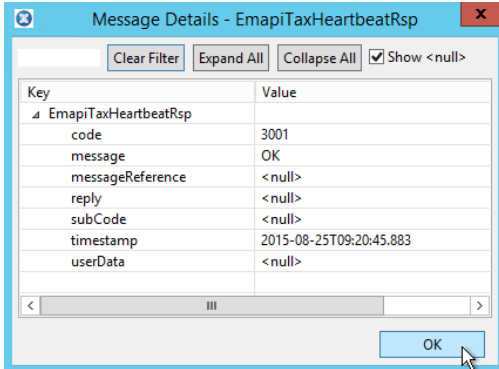 Message Details - EmapiTaxHeartbeatRsp x
Clear Filter Expand All Collapse All Show <null>
Key Value
EmapiTaxHeartbeatRsp
code 3001
message OK
messageReference <null>
reply <null>
subCode <null>
timestamp 2015-08-25T09:20:45.883
userData <null>
OK